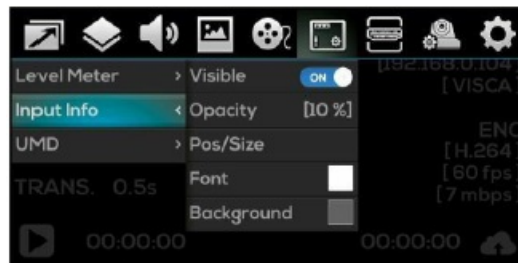 [192.168.0.104]
Level Meter > Visible ON
[VISCA]
Input Info < Opacity [10 %]
ENC
UMD > Pos/Size
[H.264]
TRANS. 0.5s
Font
[60 fps]
[7 mbps]
Background
00:00:00
00:00:00